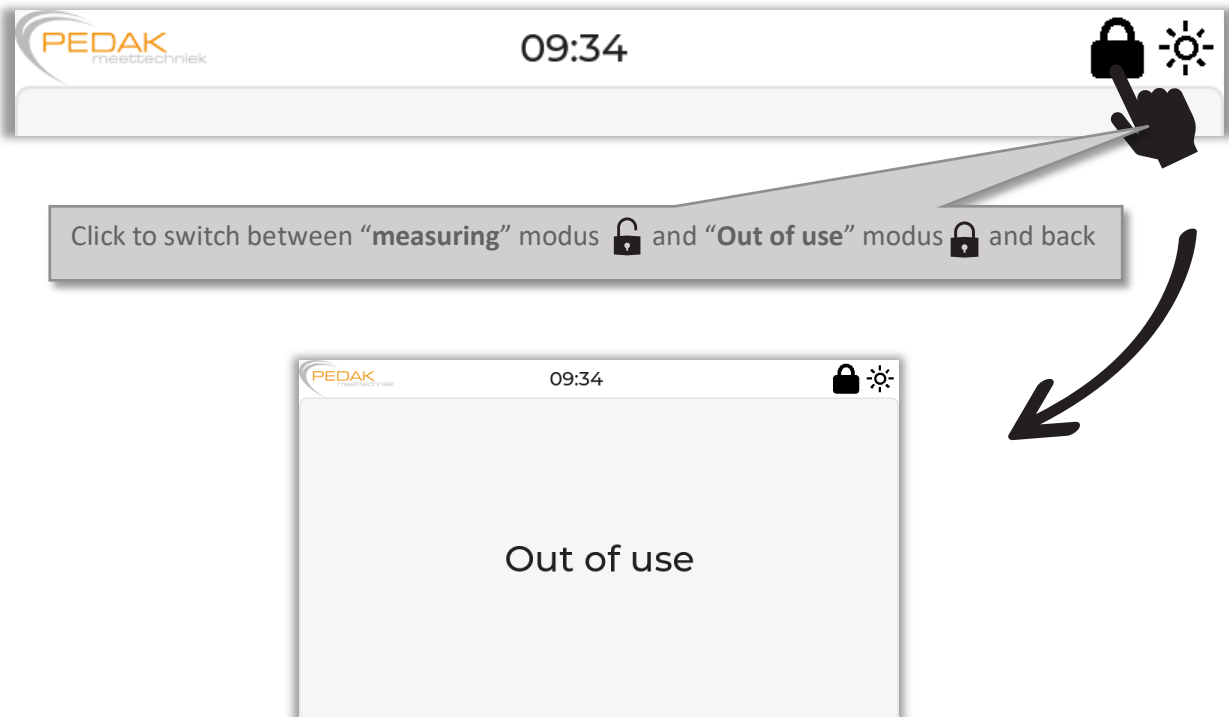 PEDAK
meettechniek
09:34
Click to switch between “measuring” modus and “Out of use” modus and back
PEDAK
meettechniek
09:34
Out of use